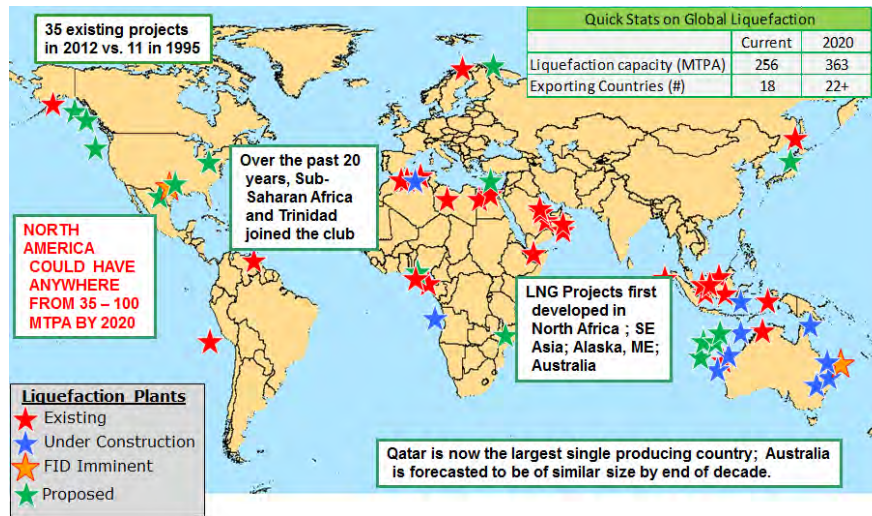 35 existing projects
in 2012 vs. 11 in 1995
Quick Stats on Global Liquefaction
Current 2020
Liquefaction capacity (MTPA) 256 363
Exporting Countries (#) 18 22+
Over the past 20
years, Sub-
Saharan Africa
and Trinidad
joined the club
NORTH
AMERICA
COULD HAVE
ANYWHERE
FROM 35 – 100
MTPA BY 2020
LNG Projects first
developed in
North Africa ; SE
Asia; Alaska, ME;
Australia
Liquefaction Plants
Existing
Under Construction
FID Imminent
Proposed
Qatar is now the largest single producing country; Australia
is forecasted to be of similar size by end of decade.